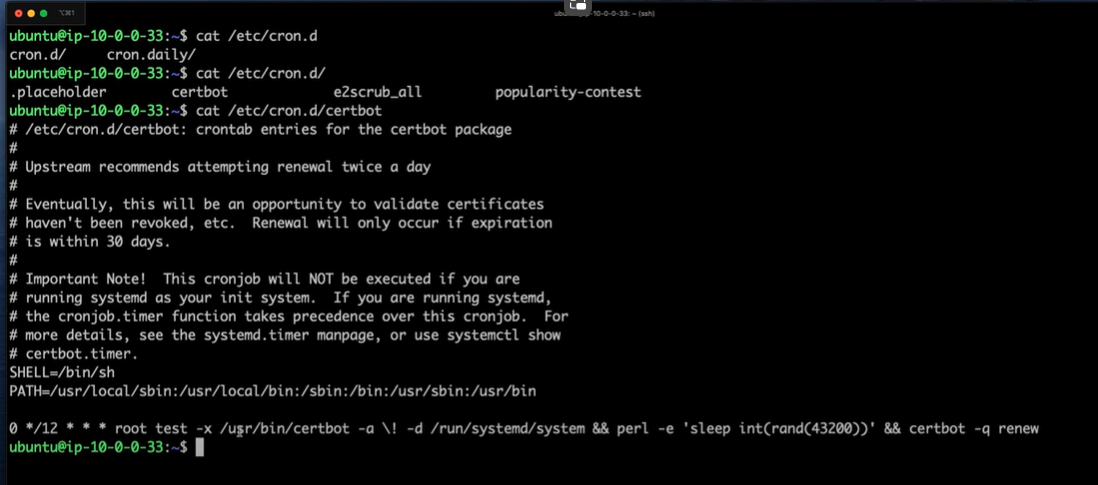 ⌥⌘1
ubuntu@ip-10-0-0-33: ~ (ssh)
ubuntu@ip-10-0-0-33:~$ cat /etc/cron.d
cron.d/     cron.daily/
ubuntu@ip-10-0-0-33:~$ cat /etc/cron.d/
.placeholder        certbot             e2scrub_all         popularity-contest
ubuntu@ip-10-0-0-33:~$ cat /etc/cron.d/certbot
# /etc/cron.d/certbot: crontab entries for the certbot package
#
# Upstream recommends attempting renewal twice a day
#
# Eventually, this will be an opportunity to validate certificates
# haven't been revoked, etc.  Renewal will only occur if expiration
# is within 30 days.
#
# Important Note!  This cronjob will NOT be executed if you are
# running systemd as your init system.  If you are running systemd,
# the cronjob.timer function takes precedence over this cronjob.  For
# more details, see the systemd.timer manpage, or use systemctl show
# certbot.timer.
SHELL=/bin/sh
PATH=/usr/local/sbin:/usr/local/bin:/sbin:/bin:/usr/sbin:/usr/bin

0 */12 * * * root test -x /usr/bin/certbot -a \! -d /run/systemd/system && perl -e 'sleep int(rand(43200))' && certbot -q renew
ubuntu@ip-10-0-0-33:~$